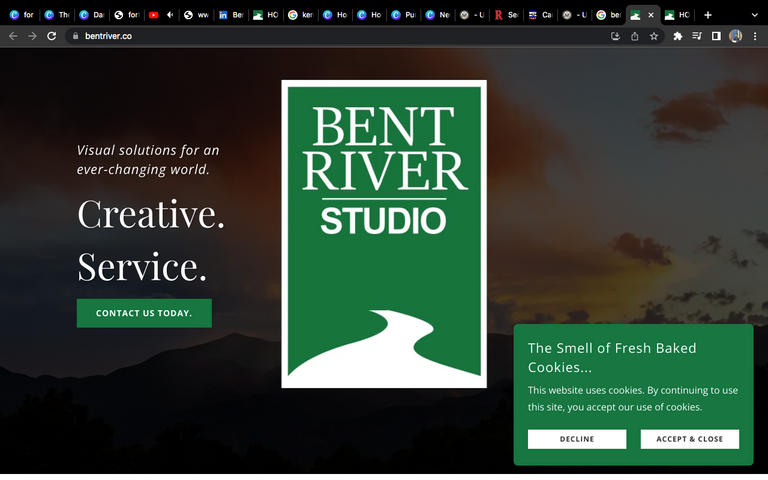 for
The
Da
for
ww
Be
HO
ke
Ho
Ho
Pu
Ne
- U
Se
Ca
- U
be
HO
bentriver.co
Visual solutions for an
ever-changing world.
Creative.
Service.
CONTACT US TODAY.
BENT
RIVER
STUDIO
The Smell of Fresh Baked
Cookies...
This website uses cookies. By continuing to use
this site, you accept our use of cookies.
DECLINE
ACCEPT & CLOSE